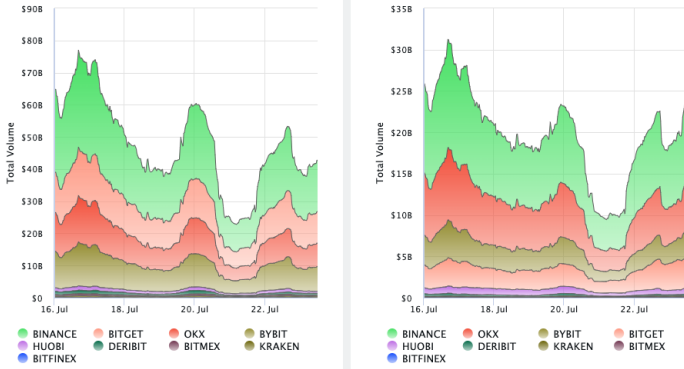 $90B
$80B
$70B
$60B
$50B
$40B
$30B
$20B
$10B
$0
Total Volume
16. Jul 18. Jul 20. Jul 22. Jul
BINANCE BITGET OKX BYBIT
HUOBI DERIBIT BITMEX KRAKEN
BITFINEX
$35B
$30B
$25B
$20B
$15B
$10B
$5B
$0
Total Volume
16. Jul 18. Jul 20. Jul 22. Jul
BINANCE OKX BYBIT BITGET
HUOBI DERIBIT KRAKEN BITMEX
BITFINEX